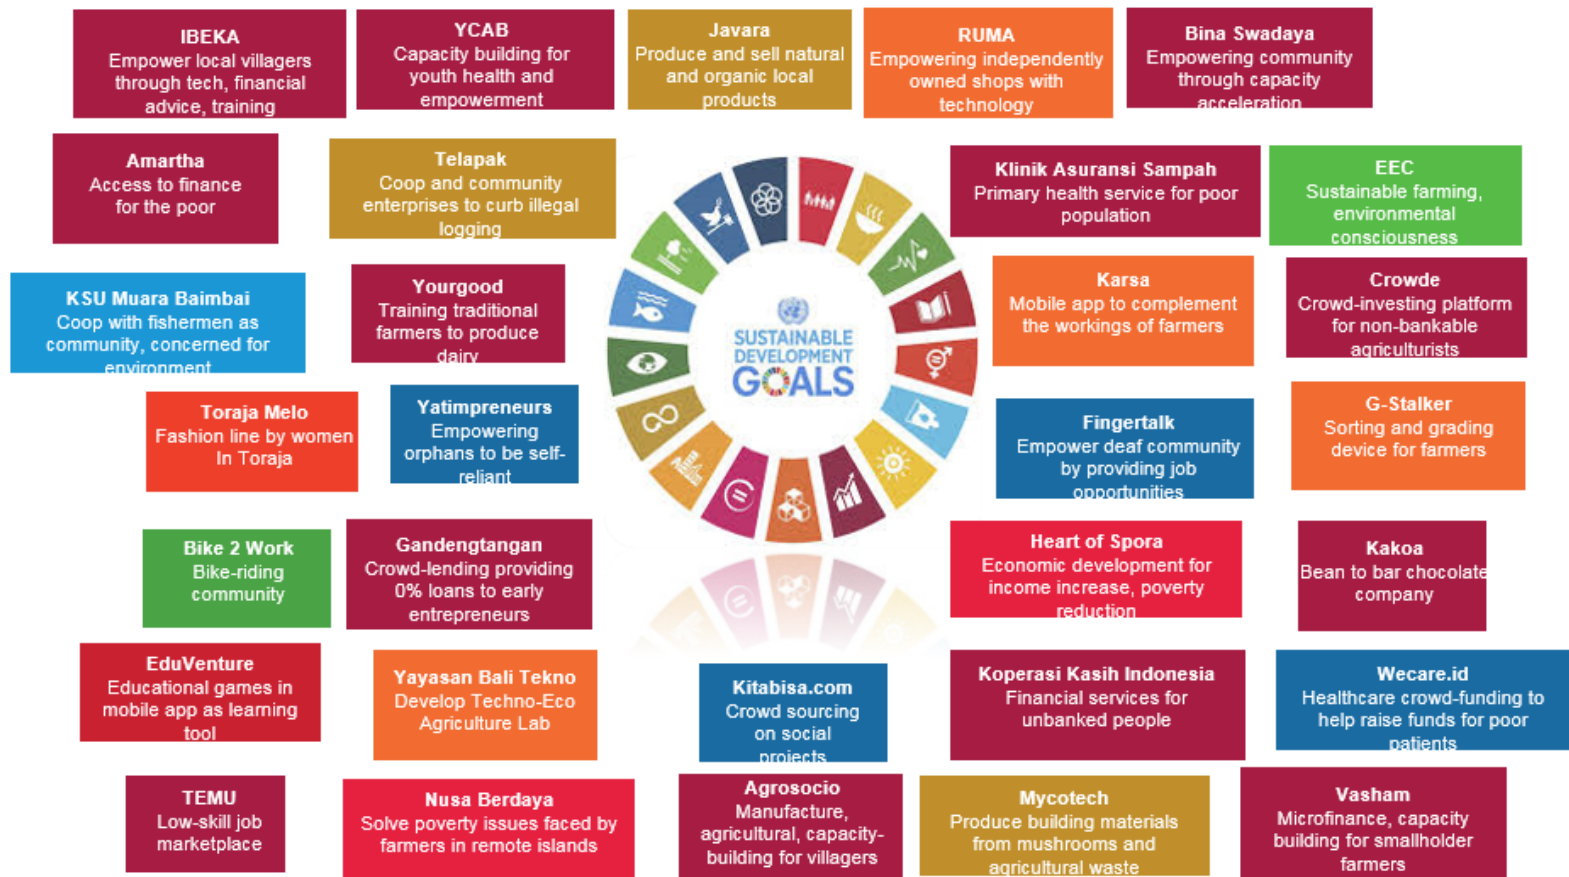 IBEKA
Empower local villagers
through tech, financial
advice, training
YCAB
Capacity building for
youth health and
empowerment
Javara
Produce and sell natural
and organic local
products
RUMA
Empowering independently
owned shops with
technology
Bina Swadaya
Empowering community
through capacity
acceleration
Amartha
Access to finance
for the poor
Telapak
Coop and community
enterprises to curb illegal
logging
Klinik Asuransi Sampah
Primary health service for poor
population
EEC
Sustainable farming,
environmental
consciousness
KSU Muara Baimbai
Coop with fishermen as
community, concerned for
environment
Yourgood
Training traditional
farmers to produce
dairy
SUSTAINABLE
DEVELOPMENT
GOALS
Karsa
Mobile app to complement
the workings of farmers
Crowde
Crowd-investing platform
for non-bankable
agriculturists
Toraja Melo
Fashion line by women
In Toraja
Yatimpreneurs
Empowering
orphans to be self-
reliant
Fingertalk
Empower deaf community
by providing job
opportunities
G-Stalker
Sorting and grading
device for farmers
Bike 2 Work
Bike-riding
community
Gandengtangan
Crowd-lending providing
0% loans to early
entrepreneurs
Heart of Spora
Economic development for
income increase, poverty
reduction
Kakoa
Bean to bar chocolate
company
EduVenture
Educational games in
mobile app as learning
tool
Yayasan Bali Tekno
Develop Techno-Eco
Agriculture Lab
Kitabisa.com
Crowd sourcing
on social
projects
Koperasi Kasih Indonesia
Financial services for
unbanked people
Wecare.id
Healthcare crowd-funding to
help raise funds for poor
patients
TEMU
Low-skill job
marketplace
Nusa Berdaya
Solve poverty issues faced by
farmers in remote islands
Agrosocio
Manufacture,
agricultural, capacity-
building for villagers
Mycotech
Produce building materials
from mushrooms and
agricultural waste
Vasham
Microfinance, capacity
building for smallholder
farmers